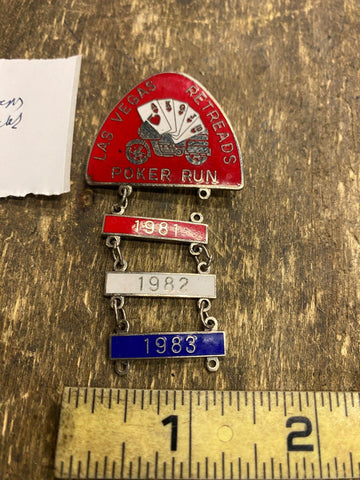 LAS VEGAS RETREADS
POKER RUN
1981
1982
1983
1 2